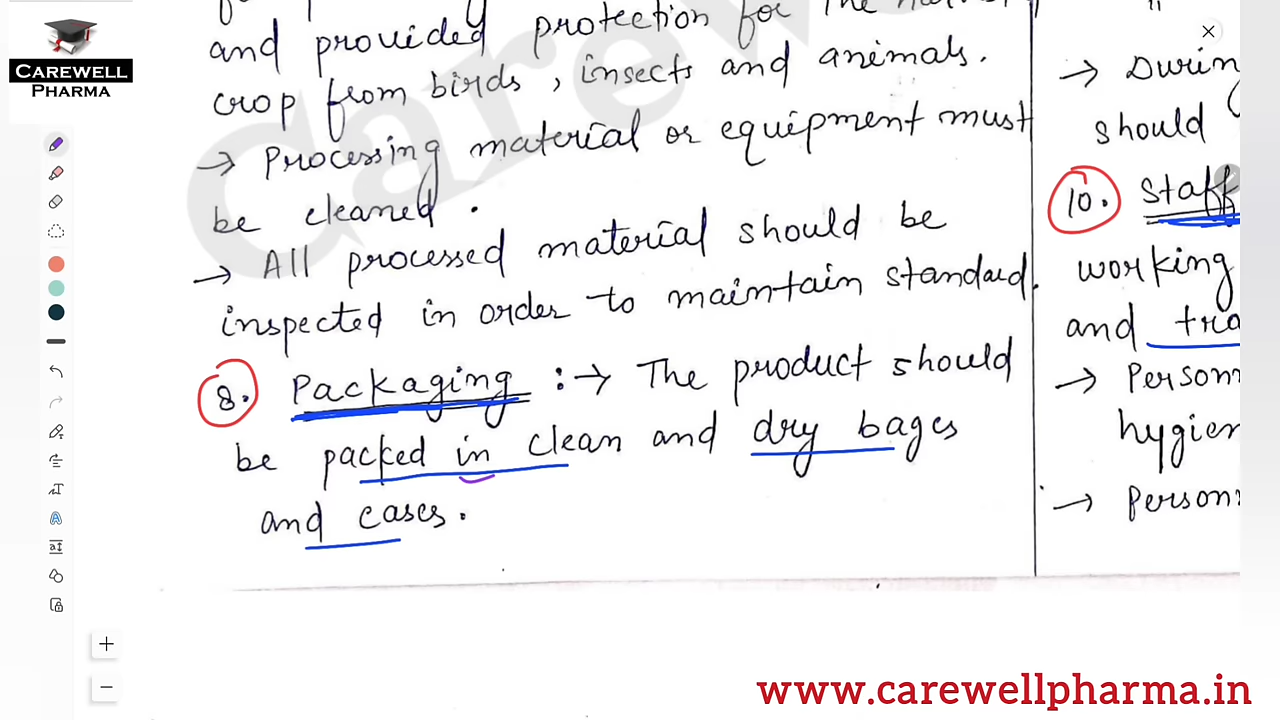 CAREWELL
PHARMA
and provided protection for the
crop from birds, insects and animals.
→ Processing material or equipment must
be cleaned.
→ All processed material should be
inspected in order to maintain standard.
8. Packaging :→ The product should
be packed in clean and dry bages
and cases.
"
→ Durin
should
10. Staff
working
and tra
→ Person
hygien
→ Person
www.carewellpharma.in